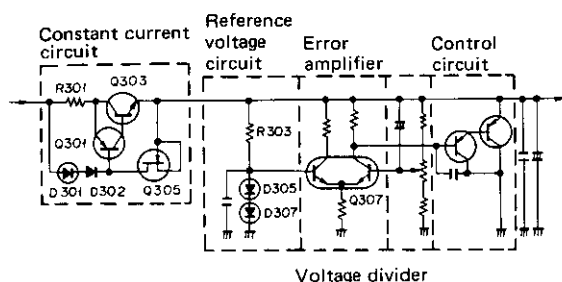 Constant current
circuit
Reference
voltage
circuit
Error
amplifier
Control
circuit
R301
Q303
Q301
D301
D302
Q305
R303
D305
D307
Q307
Voltage divider